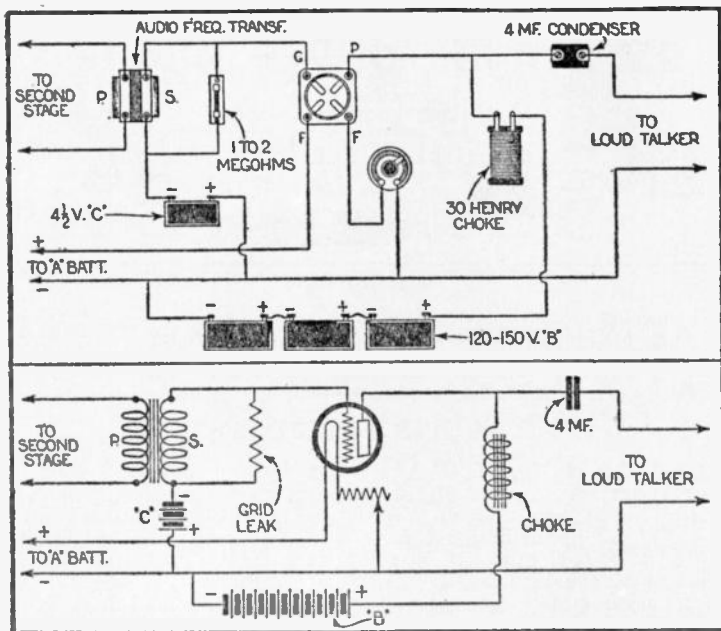 AUDIO FREQ. TRANSF.
4 MF. CONDENSER
TO
SECOND
STAGE
P.
S.
G
P
F
F
1 TO 2
MEGOHMS
30 HENRY
CHOKE
TO
LOUD TALKER
- +
4½ V. "C"
+
TO "A" BATT.
-
- + - + - +
120-150 V. "B"
TO
SECOND
STAGE
P.
S.
GRID
LEAK
4 MF.
CHOKE
TO
LOUD TALKER
-
"C"
+
+
TO "A" BATT.
-
- +
"B"